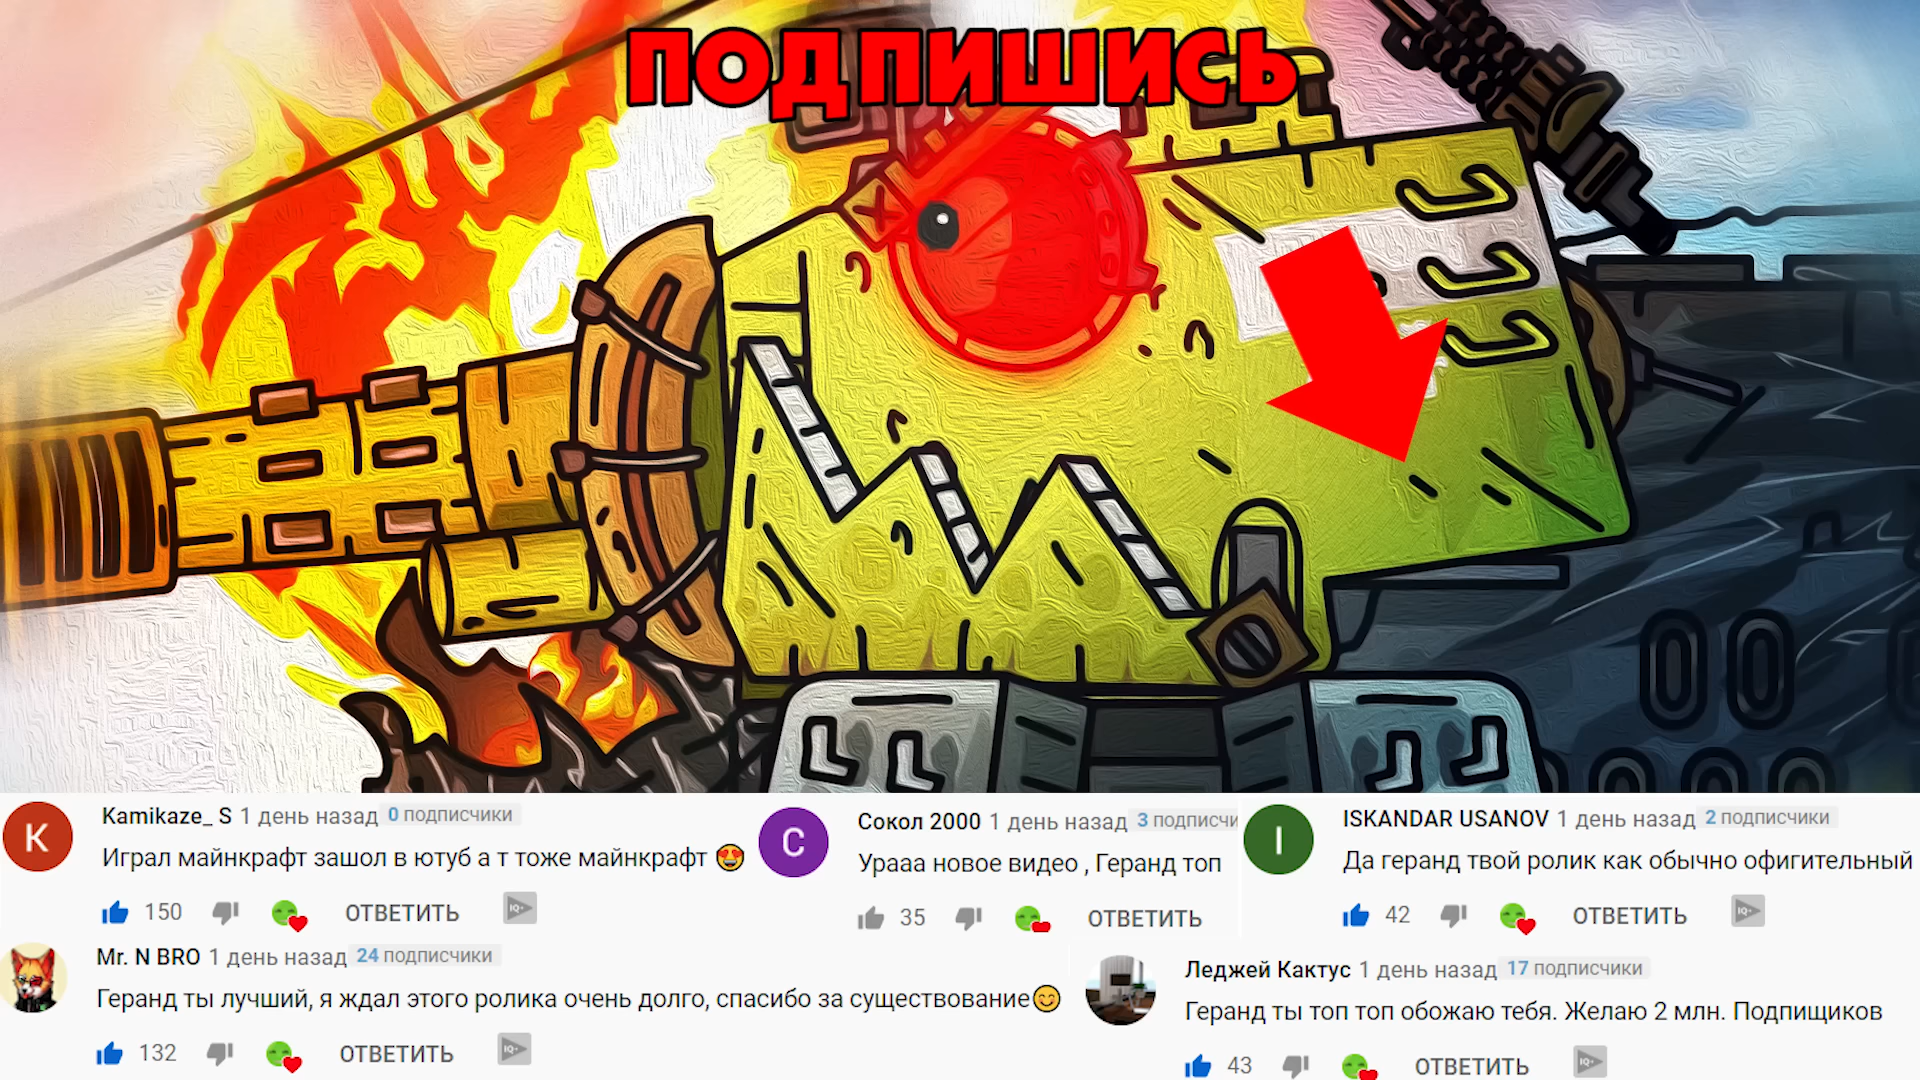 ПОДПИШИСЬ
K
Kamikaze_ S 1 день назад 0 подписчики
Играл майнкрафт зашол в ютуб а т тоже майнкрафт 😍
150 ОТВЕТИТЬ IQ+
С
Сокол 2000 1 день назад 3 подписчи
Урааа новое видео , Геранд топ
35 ОТВЕТИТЬ
I
ISKANDAR USANOV 1 день назад 2 подписчики
Да геранд твой ролик как обычно офигительный
42 ОТВЕТИТЬ IQ+
Mr. N BRO 1 день назад 24 подписчики
Геранд ты лучший, я ждал этого ролика очень долго, спасибо за существование😊
132 ОТВЕТИТЬ IQ+
Леджей Кактус 1 день назад 17 подписчики
Геранд ты топ топ обожаю тебя. Желаю 2 млн. Подпищиков
43 ОТВЕТИТЬ IQ+